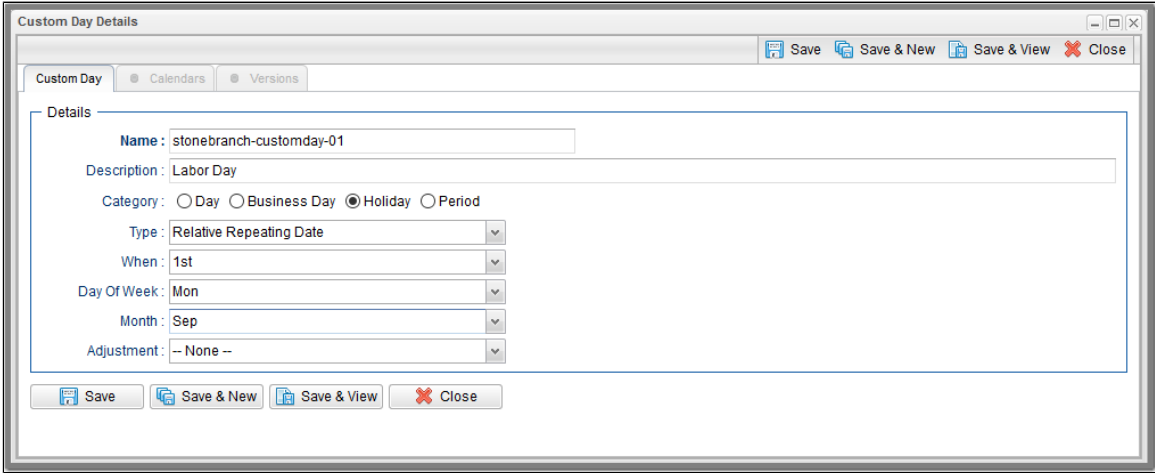 Custom Day Details
Save Save & New Save & View Close
Custom Day Calendars Versions
Details
Name : stonebranch-customday-01
Description : Labor Day
Category : Day Business Day Holiday Period
Type : Relative Repeating Date
When : 1st
Day Of Week : Mon
Month : Sep
Adjustment : -- None --
Save Save & New Save & View Close